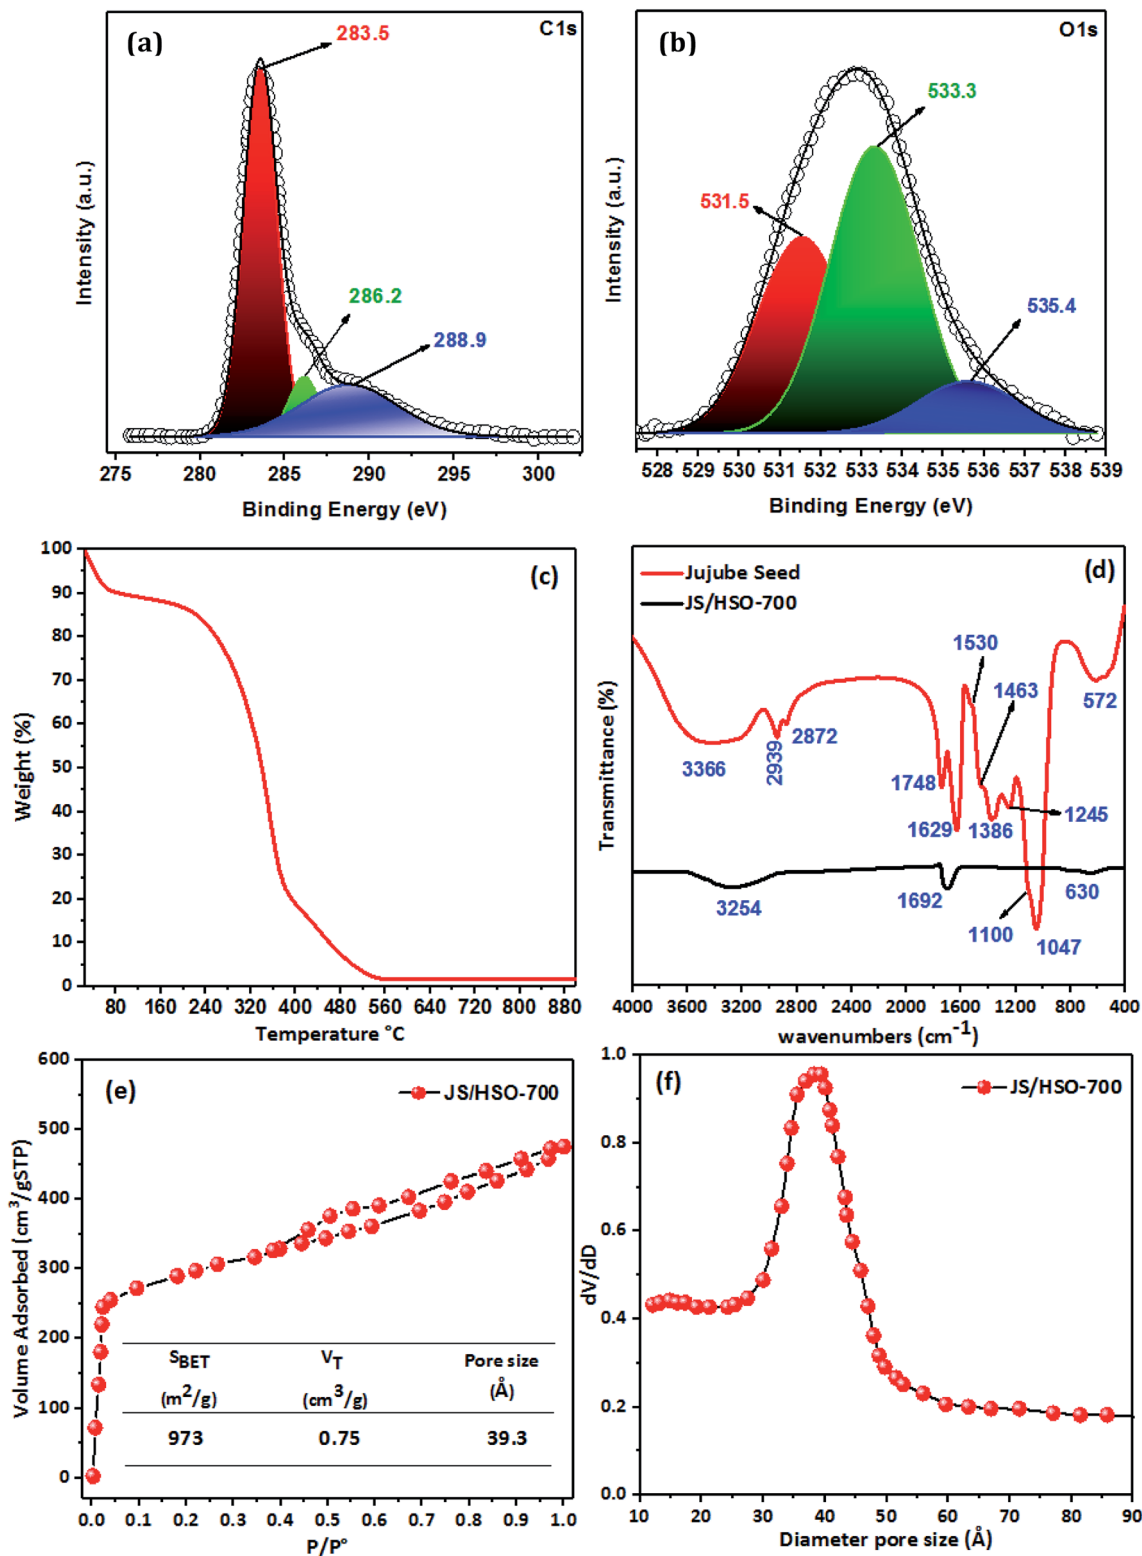 (a)
C1s
283.5
286.2
288.9
Intensity (a.u.)
275 280 285 290 295 300
Binding Energy (eV)
(b)
O1s
533.3
531.5
535.4
Intensity (a.u.)
528 529 530 531 532 533 534 535 536 537 538 539
Binding Energy (eV)
(c)
100
90
80
70
60
50
40
30
20
10
0
Weight (%)
80 160 240 320 400 480 560 640 720 800 880
Temperature °C
(d)
Jujube Seed
JS/HSO-700
1530
1463
572
3366
2939
2872
1748
1629
1386
1245
3254
1692
630
1100
1047
Transmittance (%)
4000 3200 2400 2000 1600 1200 800 400
wavenumbers (cm⁻¹)
(e)
JS/HSO-700
600
500
400
300
200
100
0
Volume Adsorbed (cm³/gSTP)
SBET VT Pore size
(m²/g) (cm³/g) (Å)
973 0.75 39.3
0.0 0.1 0.2 0.3 0.4 0.5 0.6 0.7 0.8 0.9 1.0
P/P°
(f)
JS/HSO-700
1.0
0.8
0.6
0.4
0.2
0
dV/dD
10 20 30 40 50 60 70 80 90
Diameter pore size (Å)